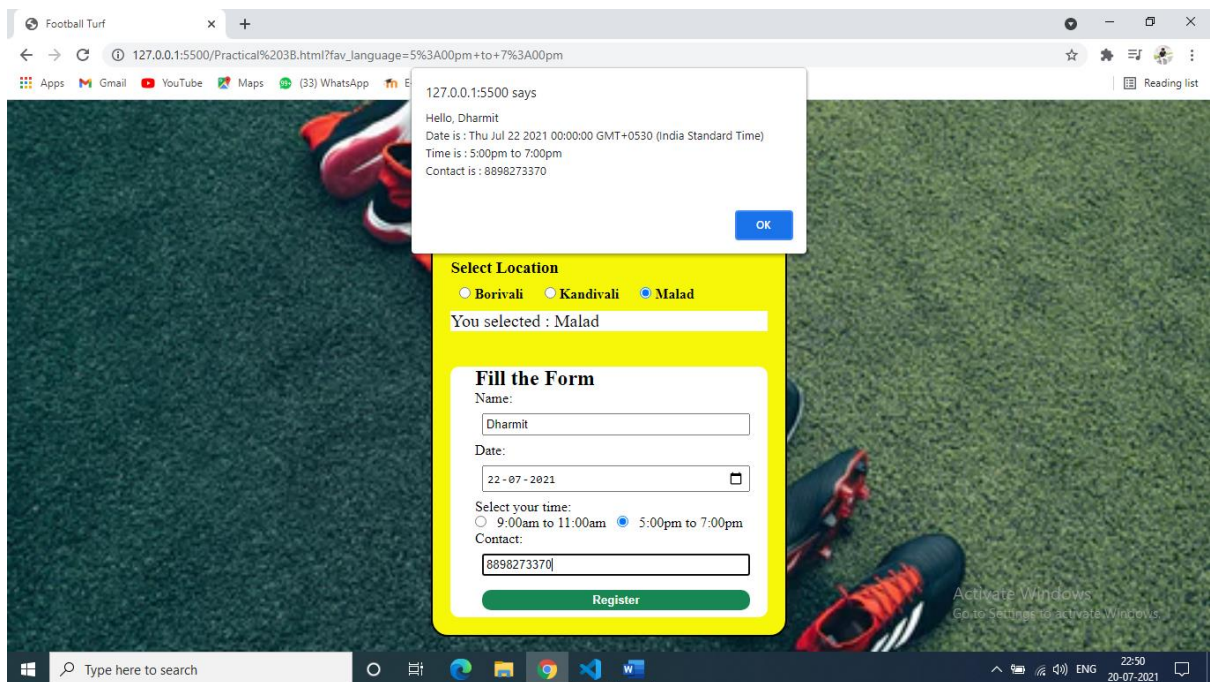 Football Turf
127.0.0.1:5500/Practical%203B.html?fav_language=5%3A00pm+to+7%3A00pm
Apps Gmail YouTube Maps (33) WhatsApp E
Reading list
127.0.0.1:5500 says
Hello, Dharmit
Date is : Thu Jul 22 2021 00:00:00 GMT+0530 (India Standard Time)
Time is : 5:00pm to 7:00pm
Contact is : 8898273370
OK
Select Location
Borivali Kandivali Malad
You selected : Malad
Fill the Form
Name:
Dharmit
Date:
22-07-2021
Select your time:
9:00am to 11:00am 5:00pm to 7:00pm
Contact:
8898273370
Register
Activate Windows
Go to Settings to activate Windows.
Type here to search
ENG
22:50
20-07-2021